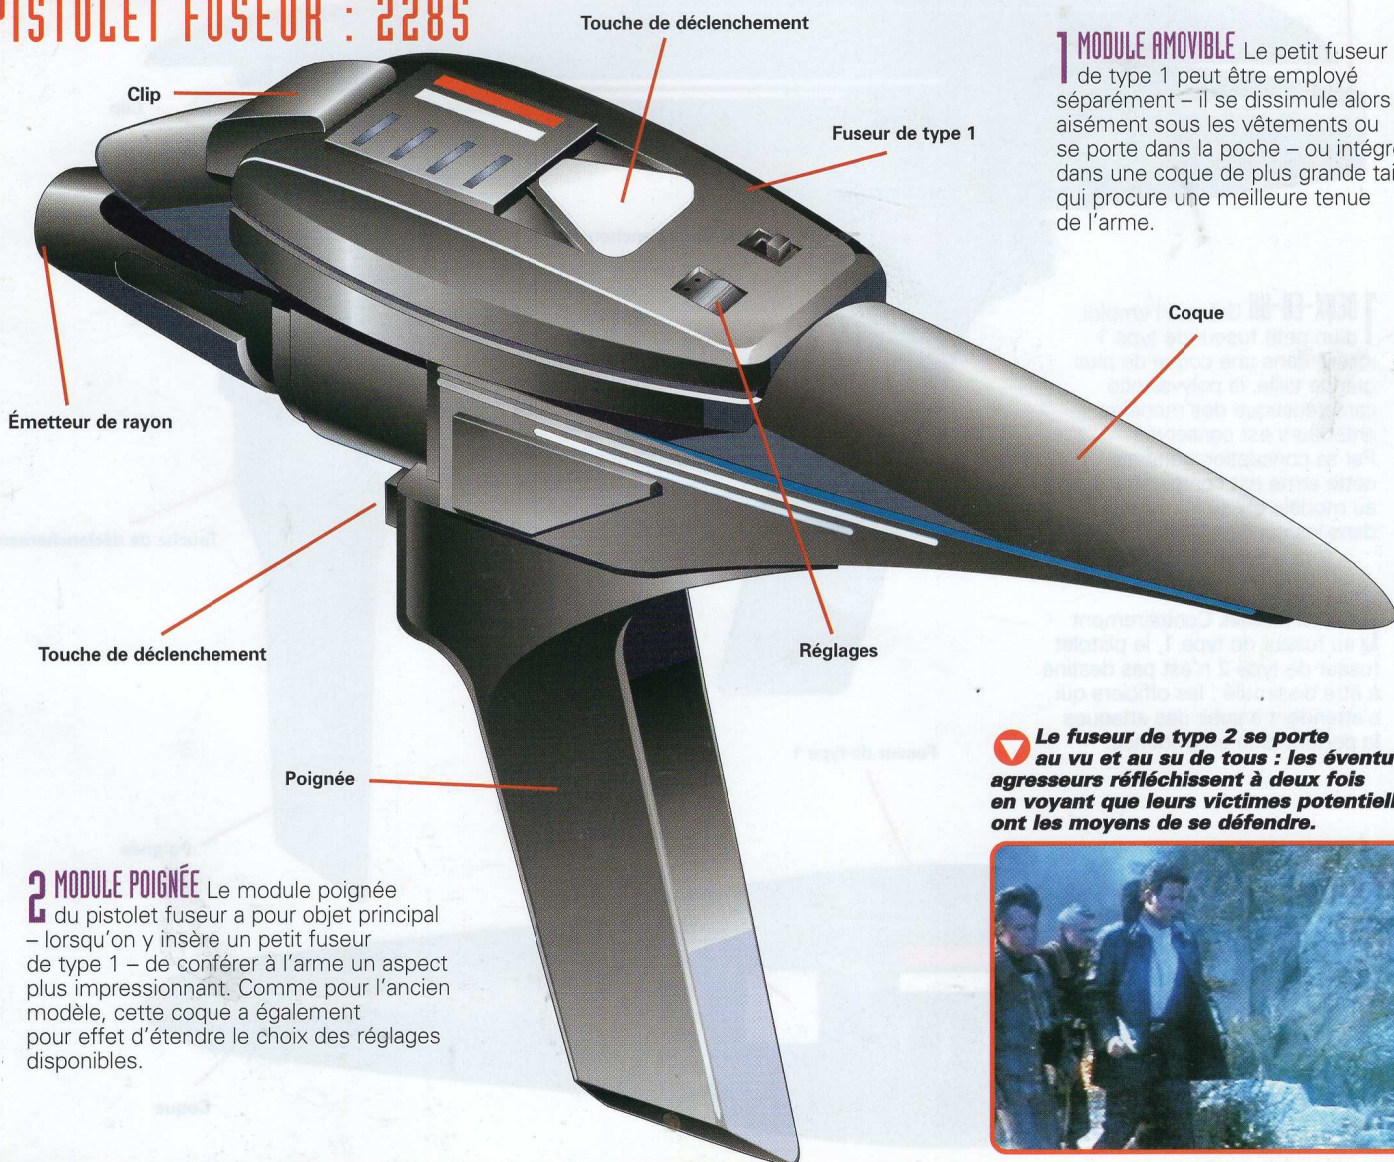 PISTOLET FUSEUR : 2285
Touche de déclenchement
Clip
Fuseur de type 1
1 MODULE AMOVIBLE Le petit fuseur
de type 1 peut être employé
séparément – il se dissimule alors
aisément sous les vêtements ou
se porte dans la poche – ou intégré
dans une coque de plus grande
qui procure une meilleure tenue
de l'arme.
Coque
Émetteur de rayon
Touche de déclenchement
Réglages
Poignée
Le fuseur de type 2 se porte
au vu et au su de tous : les
agresseurs réfléchissent à deux fois
en voyant que leurs victimes
ont les moyens de se défendre.
2 MODULE POIGNÉE Le module poignée
du pistolet fuseur a pour objet principal
– lorsqu'on y insère un petit fuseur
de type 1 – de conférer à l'arme un aspect
plus impressionnant. Comme pour l'ancien
modèle, cette coque a également
pour effet d'étendre le choix des réglages
disponibles.